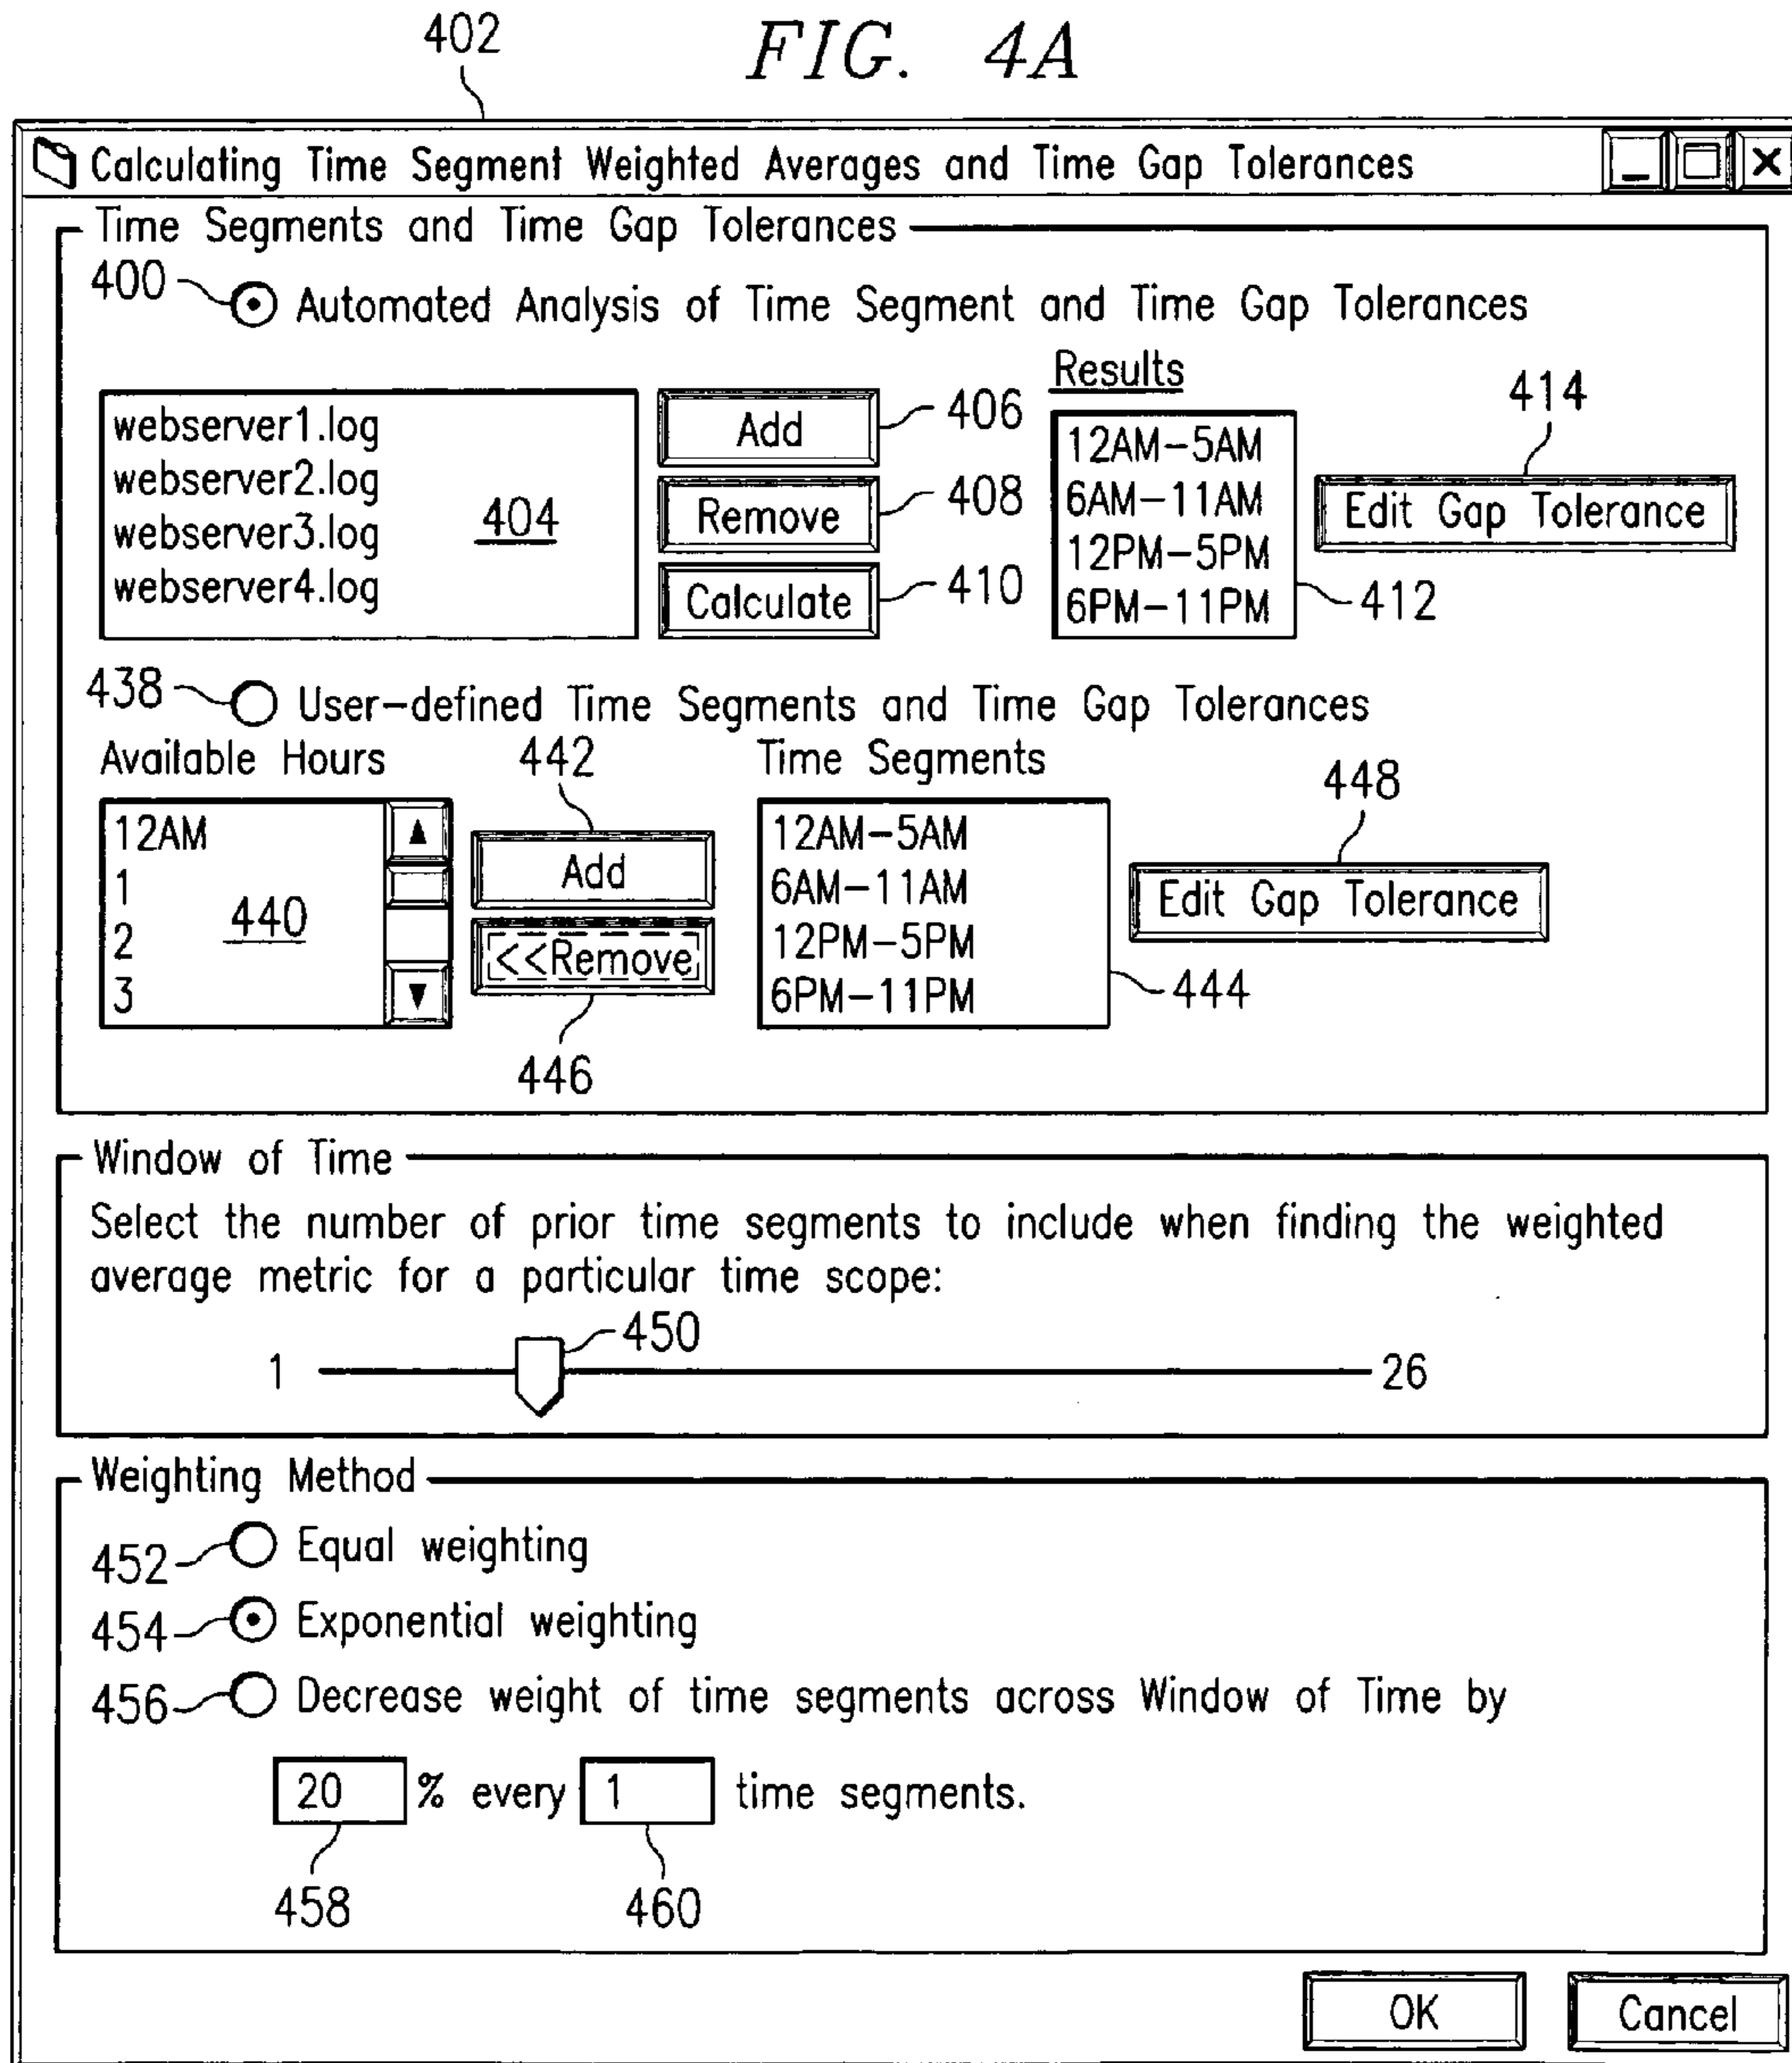 402
FIG. 4A
Calculating Time Segment Weighted Averages and Time Gap Tolerances
Time Segments and Time Gap Tolerances
400
Automated Analysis of Time Segment and Time Gap Tolerances
webserver1.log
webserver2.log
webserver3.log
webserver4.log
404
Add
406
Remove
408
Calculate
410
Results
12AM-5AM
6AM-11AM
12PM-5PM
6PM-11PM
412
414
Edit Gap Tolerance
438
User-defined Time Segments and Time Gap Tolerances
Available Hours
12AM
1
2
3
440
442
Add
<<Remove
446
Time Segments
12AM-5AM
6AM-11AM
12PM-5PM
6PM-11PM
444
448
Edit Gap Tolerance
Window of Time
Select the number of prior time segments to include when finding the weighted
average metric for a particular time scope:
450
1
26
Weighting Method
452
Equal weighting
454
Exponential weighting
456
Decrease weight of time segments across Window of Time by
20 % every 1 time segments.
458
460
OK
Cancel